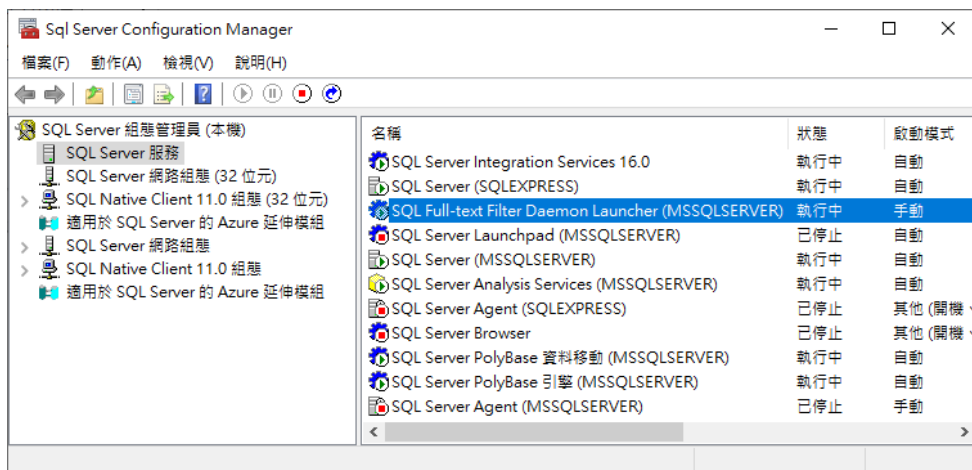 Sql Server Configuration Manager
檔案(F) 動作(A) 檢視(V) 說明(H)
SQL Server 組態管理員 (本機)
SQL Server 服務
SQL Server 網路組態 (32 位元)
SQL Native Client 11.0 組態 (32 位元)
適用於 SQL Server 的 Azure 延伸模組
SQL Server 網路組態
SQL Native Client 11.0 組態
適用於 SQL Server 的 Azure 延伸模組
名稱 狀態 啟動模式
SQL Server Integration Services 16.0 執行中 自動
SQL Server (SQLEXPRESS) 執行中 自動
SQL Full-text Filter Daemon Launcher (MSSQLSERVER) 執行中 手動
SQL Server Launchpad (MSSQLSERVER) 已停止 自動
SQL Server (MSSQLSERVER) 執行中 自動
SQL Server Analysis Services (MSSQLSERVER) 執行中 自動
SQL Server Agent (SQLEXPRESS) 已停止 其他 (開機、
SQL Server Browser 已停止 其他 (開機、
SQL Server PolyBase 資料移動 (MSSQLSERVER) 執行中 自動
SQL Server PolyBase 引擎 (MSSQLSERVER) 執行中 自動
SQL Server Agent (MSSQLSERVER) 已停止 手動